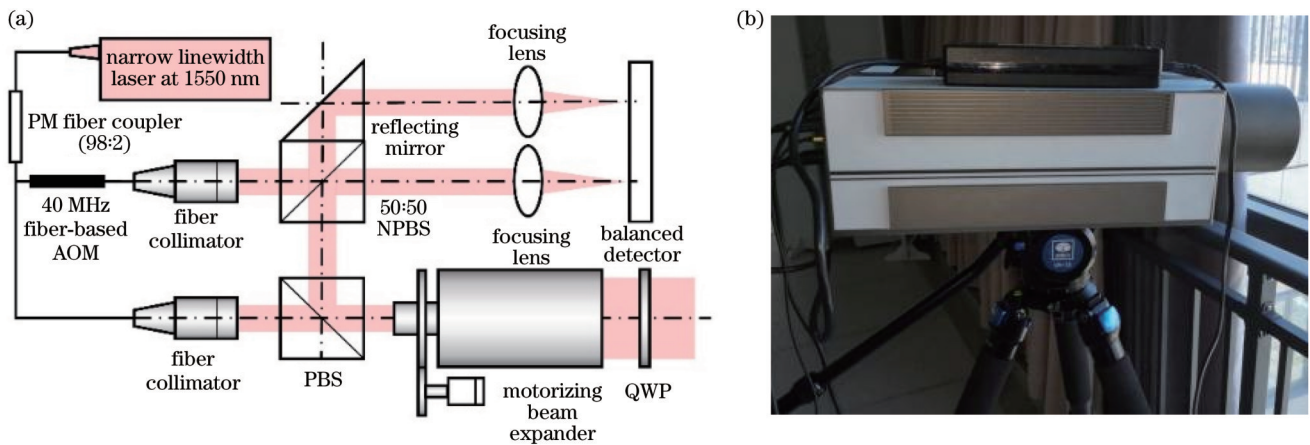 (a)
narrow linewidth
laser at 1550 nm
PM fiber coupler
(98:2)
40 MHz
fiber-based
AOM
fiber
collimator
reflecting
mirror
50:50
NPBS
focusing
lens
focusing
lens
balanced
detector
fiber
collimator
PBS
motorizing
beam
expander
QWP
(b)